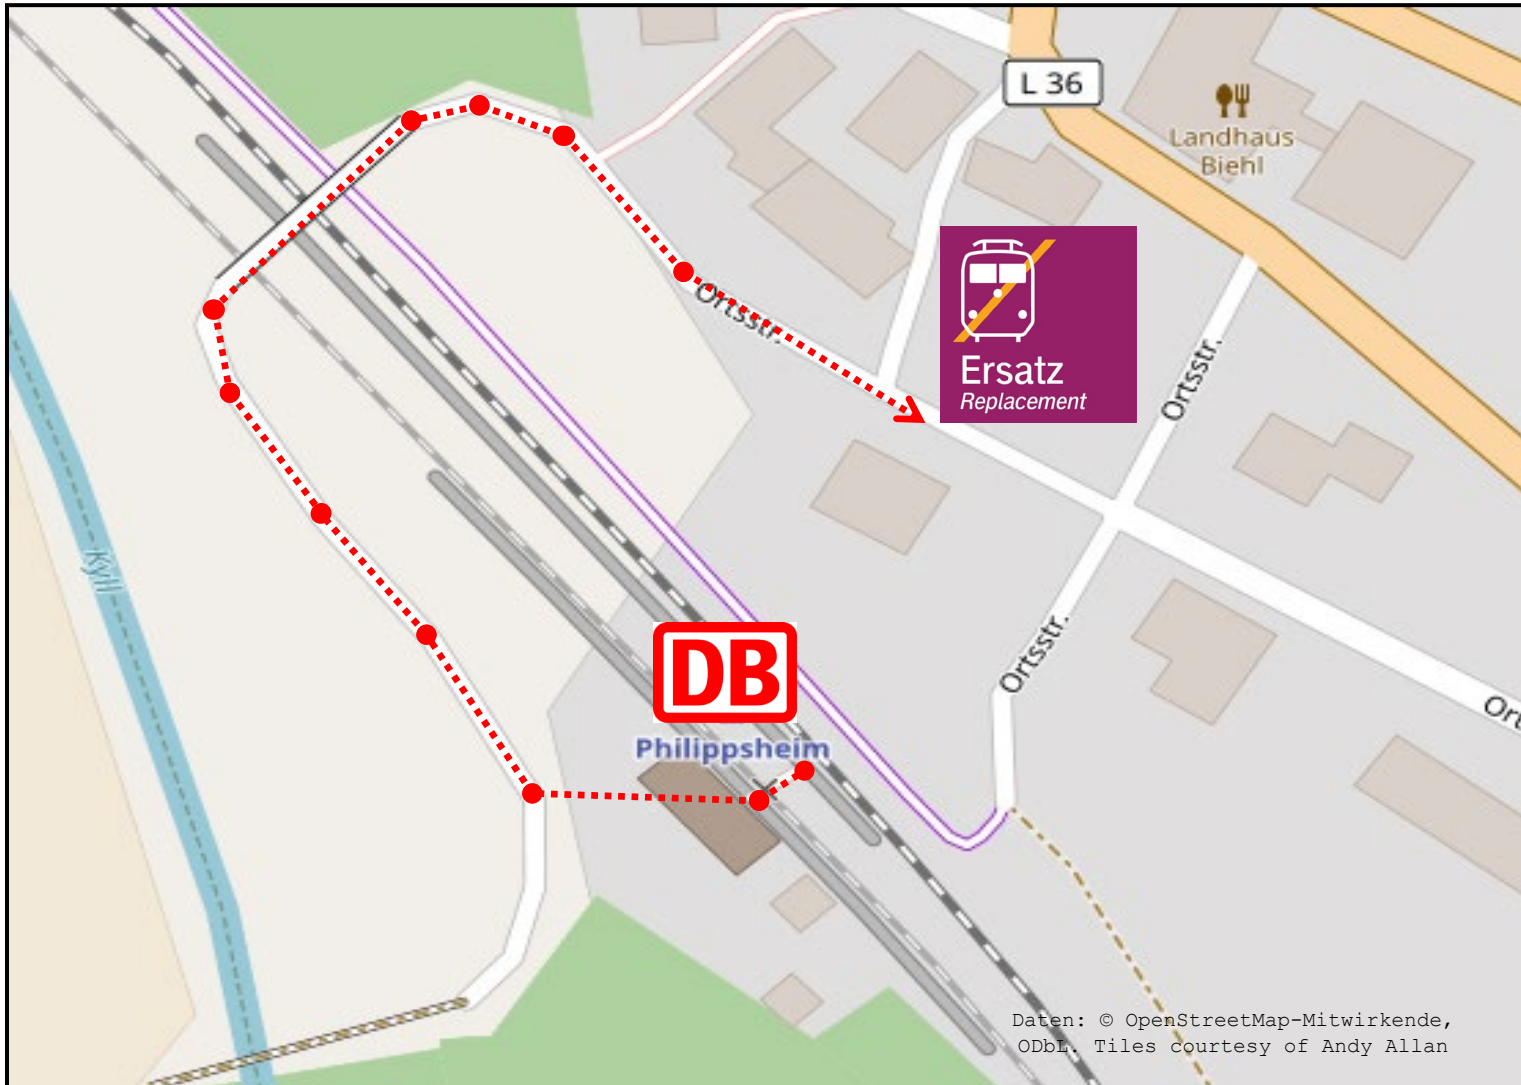 L 36
Landhaus
Biehl
Ortsstr.
Ersatz
Replacement
Ortsstr.
Kyll
Ortsstr.
DB
Philippsheim
Ort
Daten: © OpenStreetMap-Mitwirkende,
ODbL. Tiles courtesy of Andy Allan